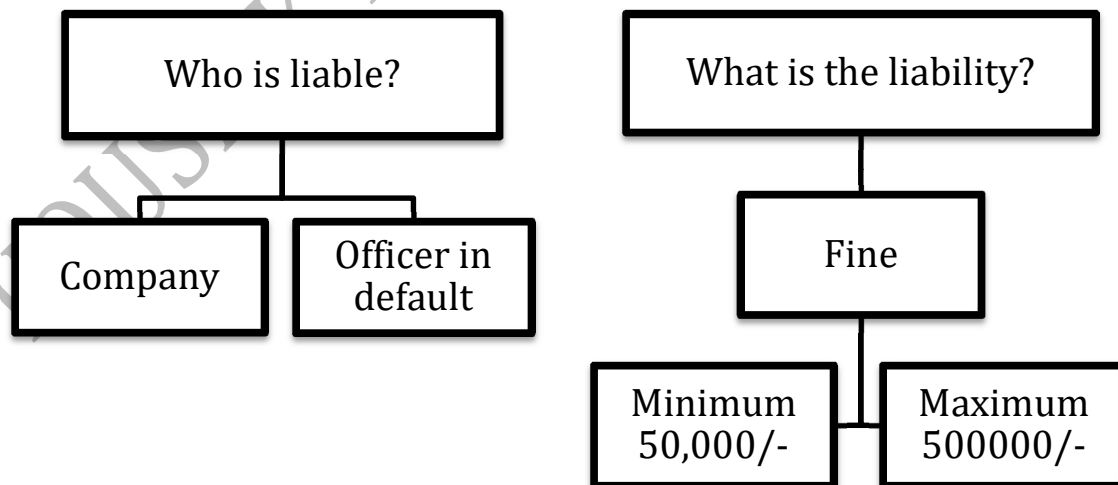 Who is liable?
Company
Officer in
default
What is the liability?
Fine
Minimum
50,000/-
Maximum
500000/-